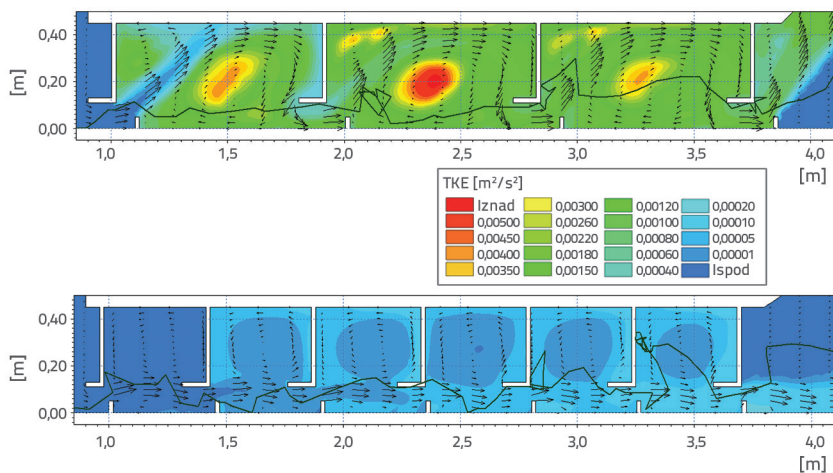 0,40
[m]
0,20
0,00
1,0 1,5 2,0 2,5 3,0 3,5 4,0
[m]
TKE [m²/s²]
Iznad 0,00300 0,00120 0,00020
0,00500 0,00260 0,00100 0,00010
0,00450 0,00220 0,00080 0,00005
0,00400 0,00180 0,00060 0,00001
0,00350 0,00150 0,00040 Ispod
0,40
[m]
0,20
0,00
1,0 1,5 2,0 2,5 3,0 3,5 4,0
[m]